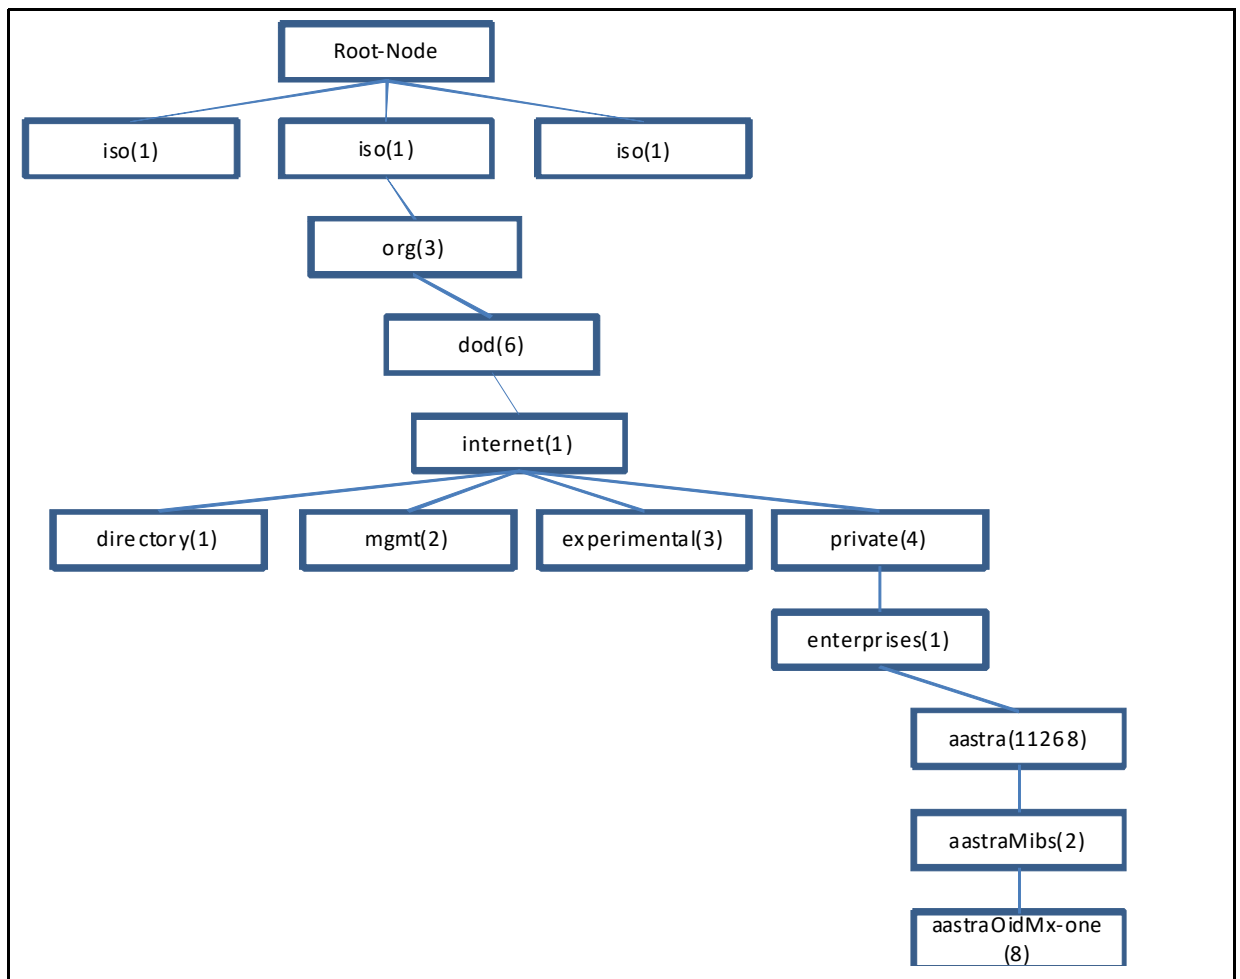 Root-Node
iso(1)
iso(1)
iso(1)
org(3)
dod(6)
internet(1)
directory(1)
mgmt(2)
experimental(3)
private(4)
enterprises(1)
aastra(11268)
aastraMibs(2)
aastraOidMx-one
(8)